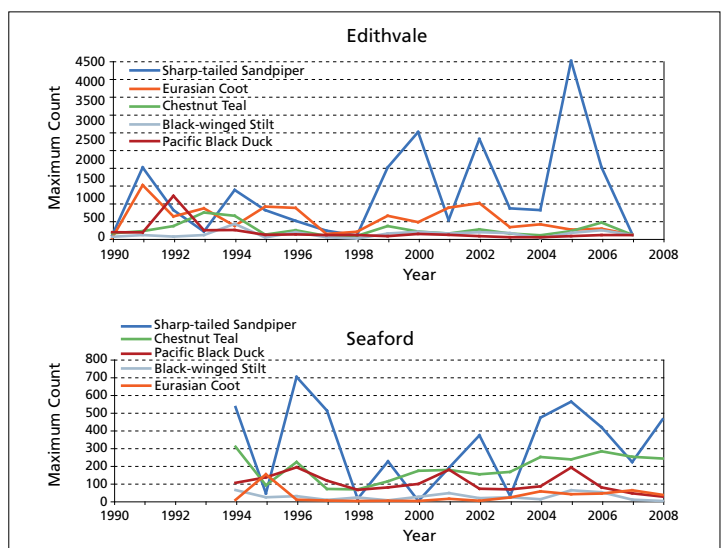 Edithvale
4500
4500
3500
3000
2500
2500
2000
1500
1000
500
0
Maximum Count
Sharp-tailed Sandpiper
Eurasian Coot
Chestnut Teal
Black-winged Stilt
Pacific Black Duck
1990 1992 1994 1996 1998 2000 2002 2004 2006 2008
Year
Seaford
Sharp-tailed Sandpiper
Chestnut Teal
Pacific Black Duck
Black-winged Stilt
Eurasian Coot
800
700
600
500
400
300
200
100
0
Maximum Count
1990 1992 1994 1996 1998 2000 2002 2004 2006 2008
Year